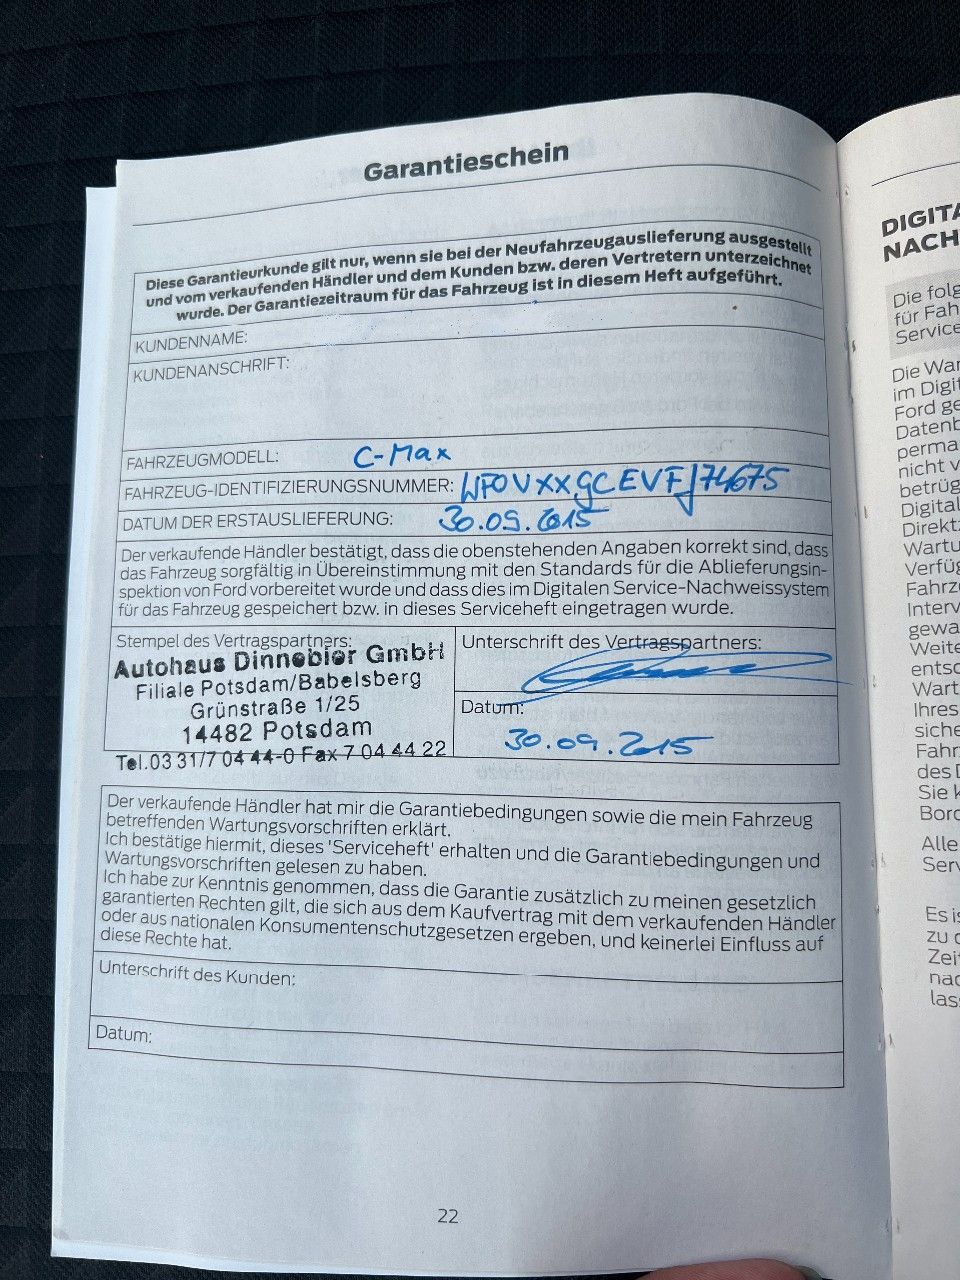 Garantieschein
Diese Garantieurkunde gilt nur, wenn sie bei der Neufahrzeugauslieferung ausgestellt
und vom verkaufenden Händler und dem Kunden bzw. deren Vertretern unterzeichnet
wurde. Der Garantiezeitraum für das Fahrzeug ist in diesem Heft aufgeführt.
KUNDENNAME:
KUNDENANSCHRIFT:
FAHRZEUGMODELL: C-Max
FAHRZEUG-IDENTIFIZIERUNGSNUMMER: WF0VXXGCEVFJ74675
DATUM DER ERSTAUSLIEFERUNG: 30.09.2015
Der verkaufende Händler bestätigt, dass die obenstehenden Angaben korrekt sind, dass
das Fahrzeug sorgfältig in Übereinstimmung mit den Standards für die Ablieferungsin-
spektion von Ford vorbereitet wurde und dass dies im Digitalen Service-Nachweissystem
für das Fahrzeug gespeichert bzw. in dieses Serviceheft eingetragen wurde.
Stempel des Vertragspartners:
Autohaus Dinnebier GmbH
Filiale Potsdam/Babelsberg
Grünstraße 1/25
14482 Potsdam
Tel.03 31/7 04 44-0 Fax 7 04 44 22
Unterschrift des Vertragspartners:
Datum:
30.09.2015
Der verkaufende Händler hat mir die Garantiebedingungen sowie die mein Fahrzeug
betreffenden Wartungsvorschriften erklärt.
Ich bestätige hiermit, dieses 'Serviceheft' erhalten und die Garantiebedingungen und
Wartungsvorschriften gelesen zu haben.
Ich habe zur Kenntnis genommen, dass die Garantie zusätzlich zu meinen gesetzlich
garantierten Rechten gilt, die sich aus dem Kaufvertrag mit dem verkaufenden Händler
oder aus nationalen Konsumentenschutzgesetzen ergeben, und keinerlei Einfluss auf
diese Rechte hat.
Unterschrift des Kunden:
Datum:
22
DIGITA
NACH
Die folg
für Fah
Service
Die War
im Digit
Ford ge
Datenb
perma
nicht v
betrüg
Digital
Direkt
Wartu
Verfüg
Fahrze
Interv
gewa
Weite
entsc
Wart
Ihres
siche
Fahr
des D
Sie k
Bord
Alle
Serv
Es is
zu d
Zeit
nac
lass